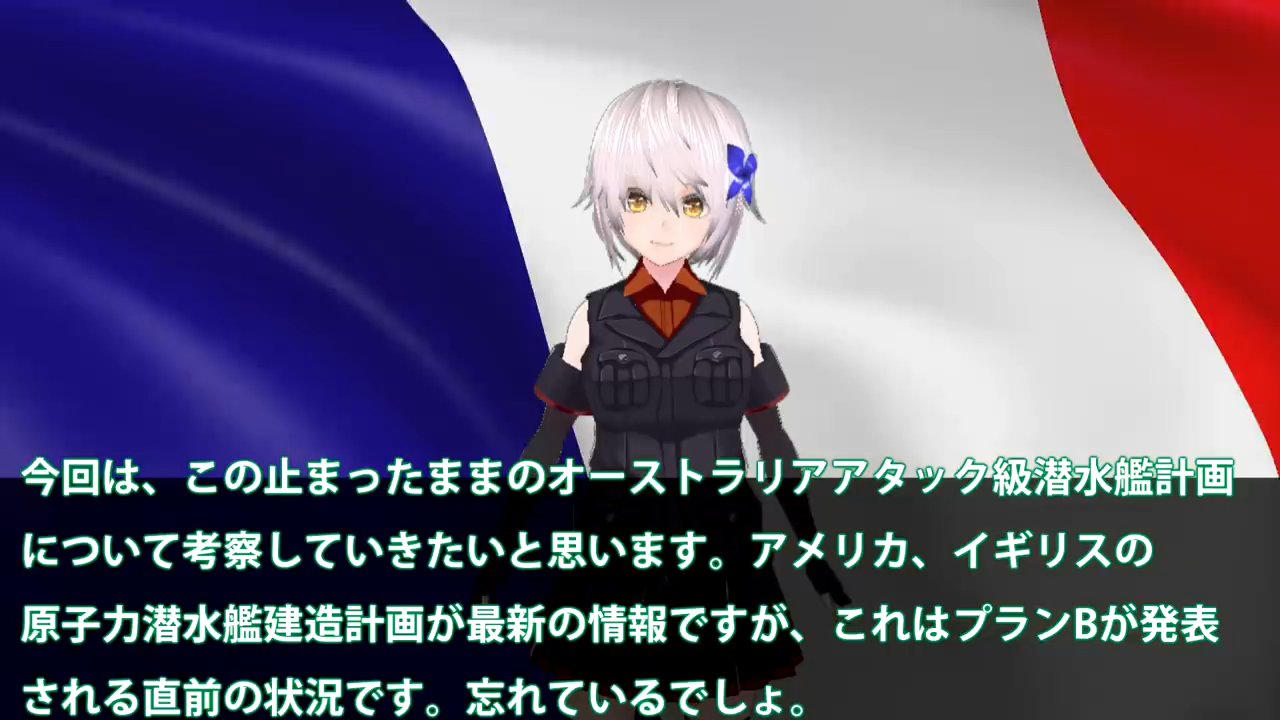 今回は、この止まったままのオーストラリアアタック級潜水艦計画
について考察していきたいと思います。アメリカ、イギリスの
原子力潜水艦建造計画が最新の情報ですが、これはプランBが発表
される直前の状況です。忘れているでしょ。